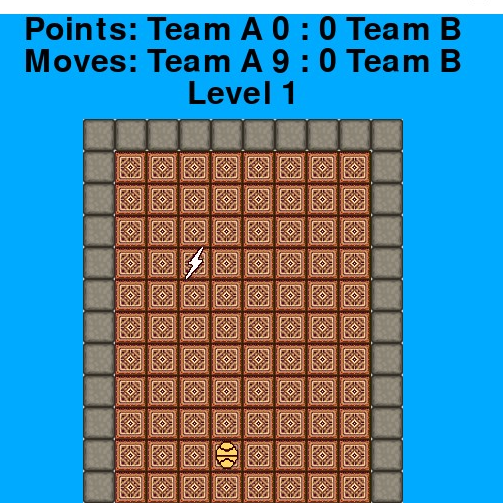 Points: Team A 0 : 0 Team B
Moves: Team A 9 : 0 Team B
Level 1